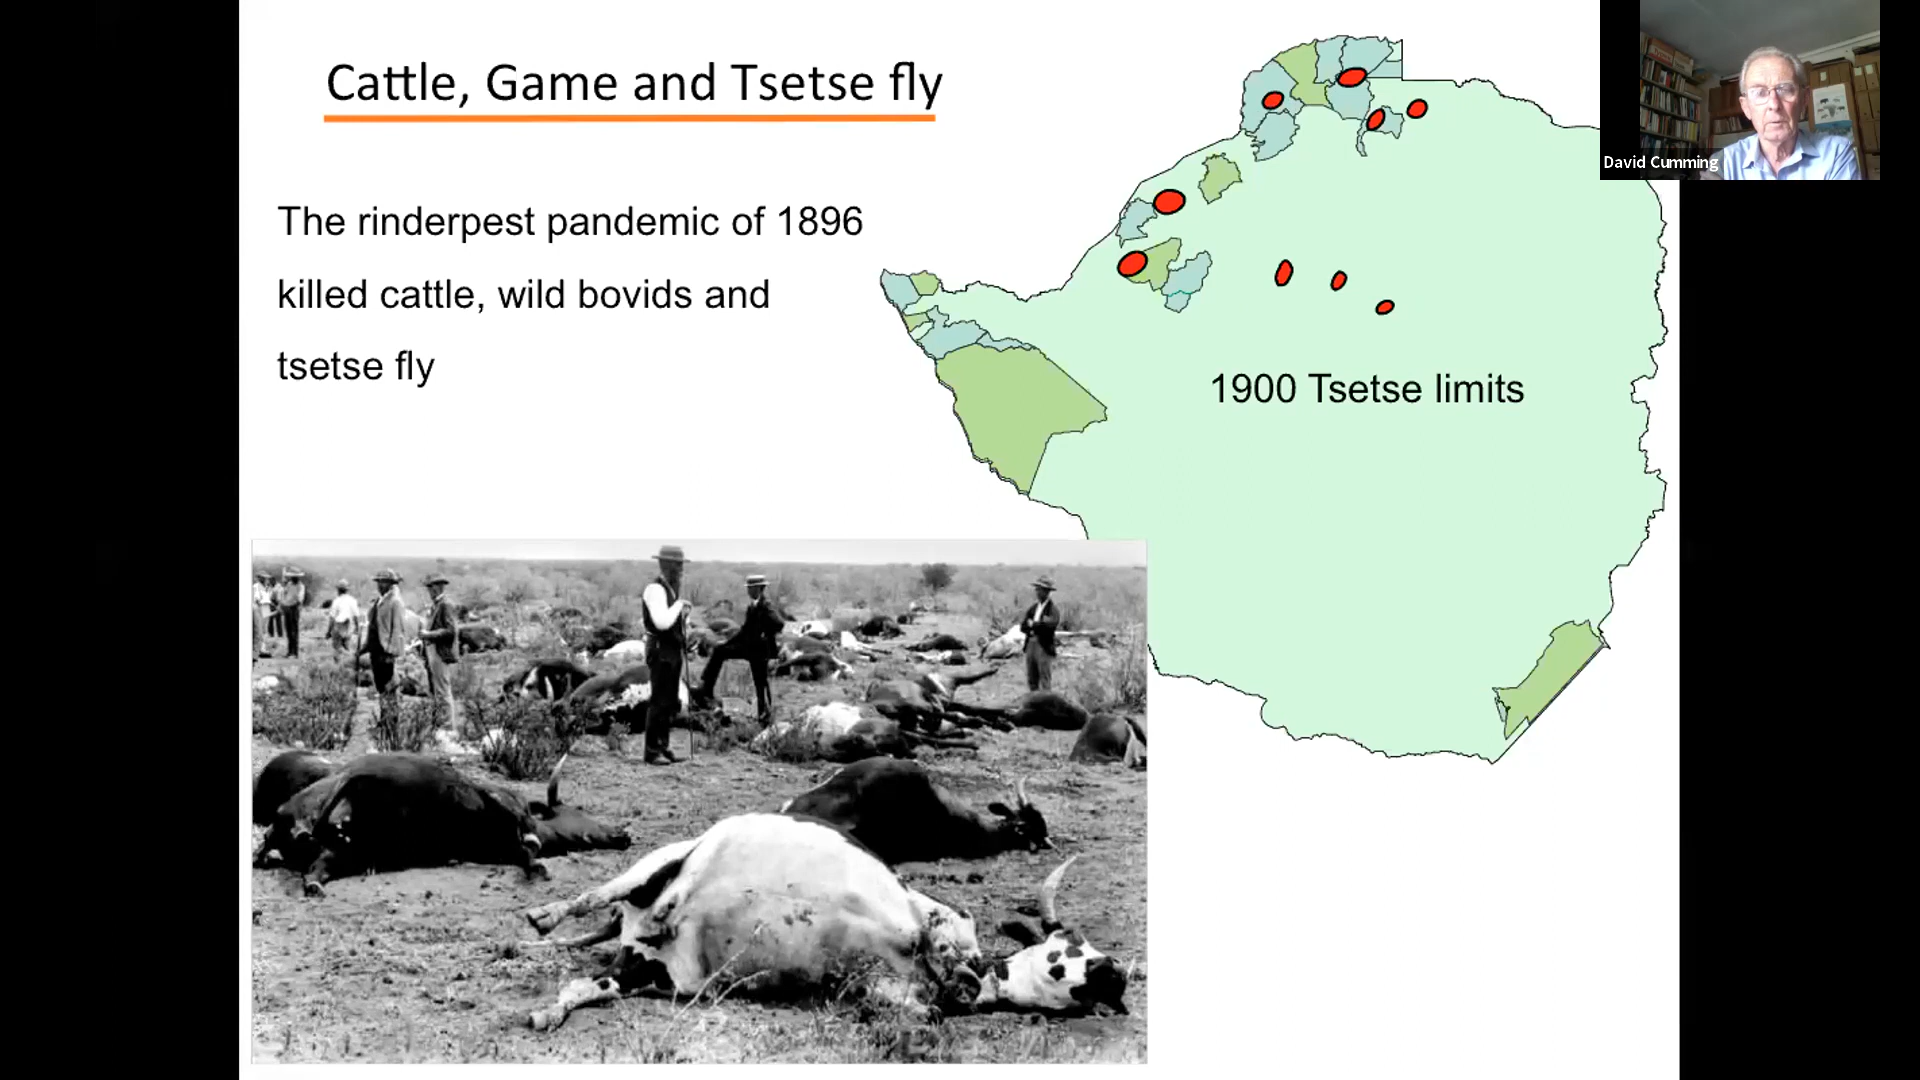 Cattle, Game and Tsetse fly
The rinderpest pandemic of 1896
killed cattle, wild bovids and
tsetse fly
1900 Tsetse limits
David Cumming